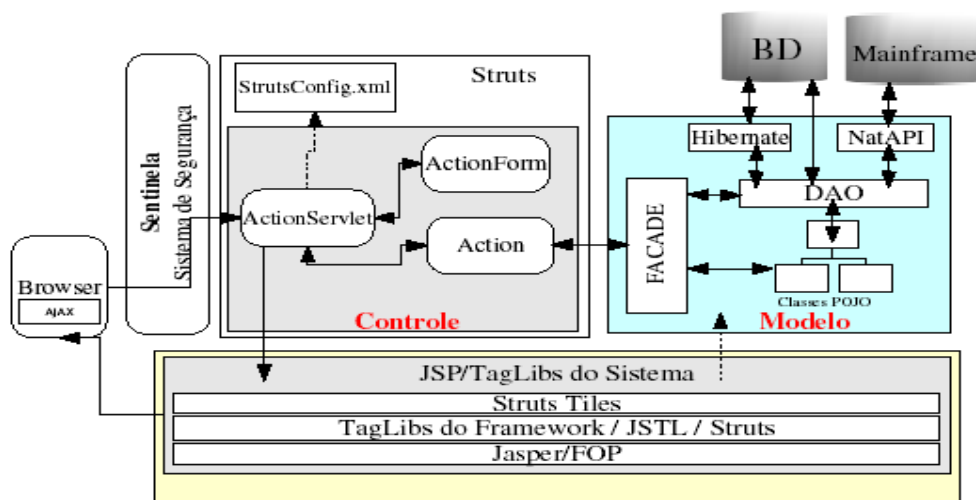 BD
Mainframe
Struts
StrutsConfig.xml
Sentinela
Sistema de Segurança
Hibernate
NatAPI
ActionForm
DAO
ActionServlet
Action
FACADE
Browser
AJAX
Classes POJO
Controle
Modelo
JSP/TagLibs do Sistema
Struts Tiles
TagLibs do Framework / JSTL / Struts
Jasper/FOP